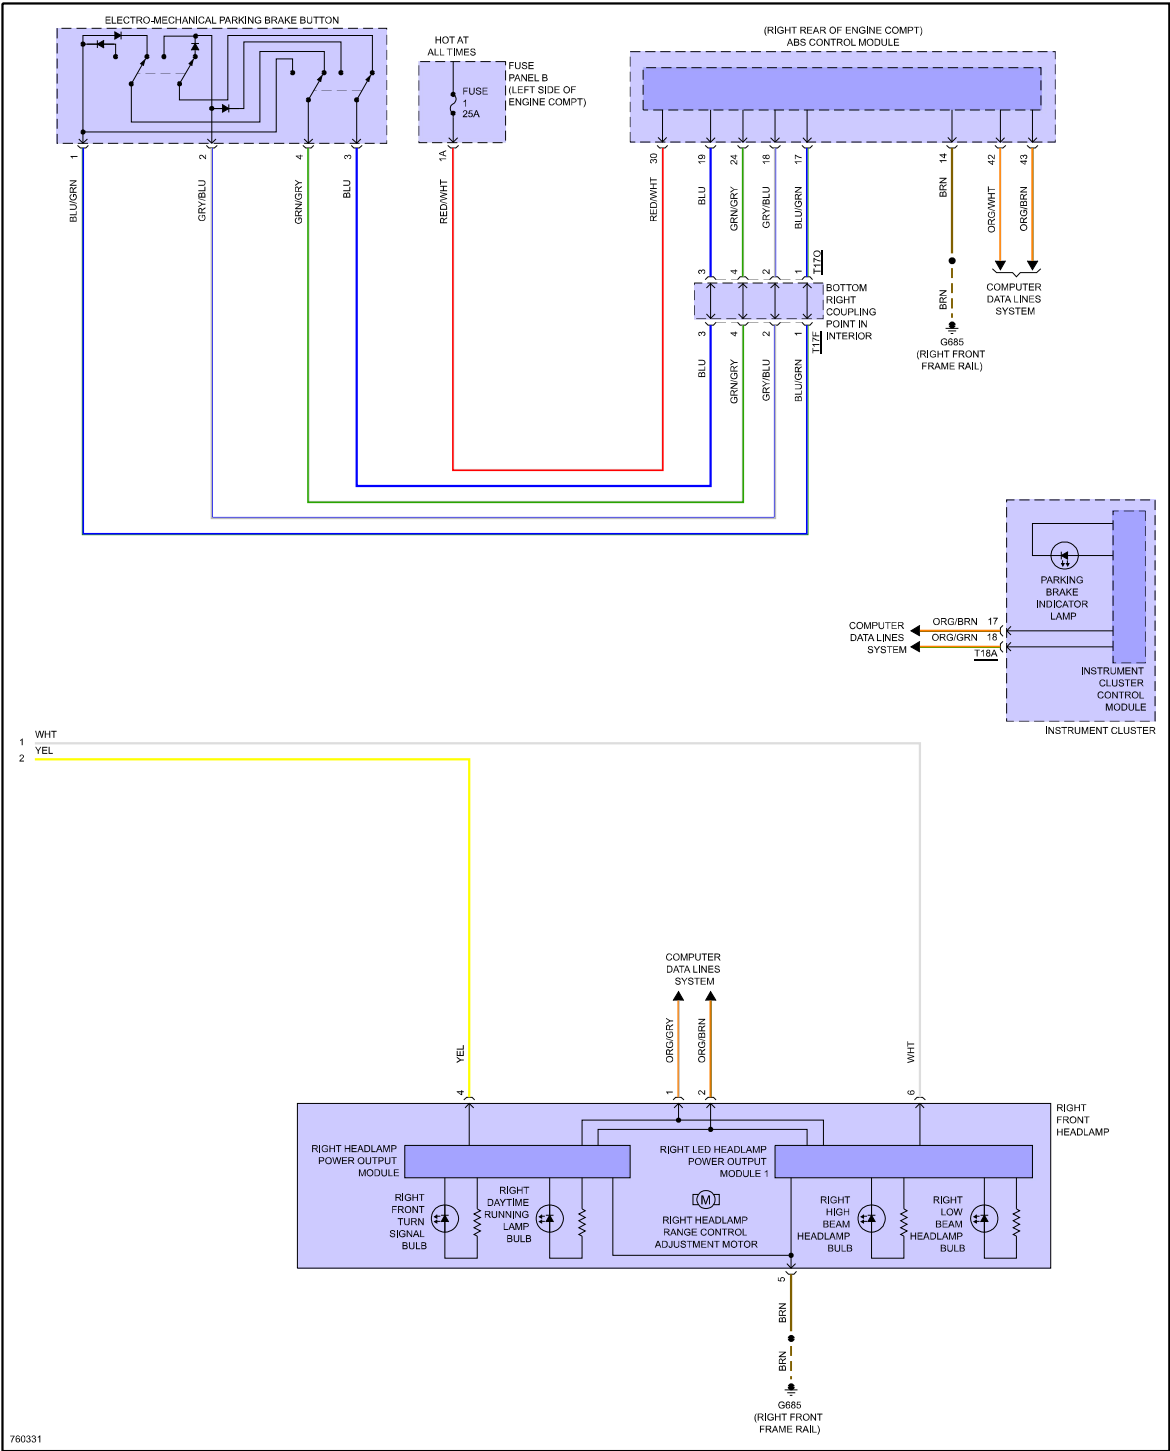 ELECTRO-MECHANICAL PARKING BRAKE BUTTON
1
BLU/GRN
2
GRY/BLU
4
GRN/GRY
3
BLU
HOT AT
ALL TIMES
FUSE
1
25A
FUSE
PANEL B
(LEFT SIDE OF
ENGINE COMPT)
1A
RED/WHT
(RIGHT REAR OF ENGINE COMPT)
ABS CONTROL MODULE
30
RED/WHT
19
BLU
24
GRN/GRY
18
GRY/BLU
17
BLU/GRN
14
BRN
42
ORG/WHT
43
ORG/BRN
3
4
2
1
T17Q
BOTTOM
RIGHT
COUPLING
POINT IN
INTERIOR
3
4
2
1
T17F
BLU
GRN/GRY
GRY/BLU
BLU/GRN
BRN
G685
(RIGHT FRONT
FRAME RAIL)
COMPUTER
DATA LINES
SYSTEM
PARKING
BRAKE
INDICATOR
LAMP
COMPUTER
DATA LINES
SYSTEM
ORG/BRN 17
ORG/GRN 18
T18A
INSTRUMENT
CLUSTER
CONTROL
MODULE
INSTRUMENT CLUSTER
1 WHT
2 YEL
COMPUTER
DATA LINES
SYSTEM
YEL
4
ORG/GRY
1
ORG/BRN
2
WHT
6
RIGHT
FRONT
HEADLAMP
RIGHT HEADLAMP
POWER OUTPUT
MODULE
RIGHT LED HEADLAMP
POWER OUTPUT
MODULE 1
RIGHT
FRONT
TURN
SIGNAL
BULB
RIGHT
DAYTIME
RUNNING
LAMP
BULB
M
RIGHT HEADLAMP
RANGE CONTROL
ADJUSTMENT MOTOR
RIGHT
HIGH
BEAM
HEADLAMP
BULB
RIGHT
LOW
BEAM
HEADLAMP
BULB
5
BRN
BRN
G685
(RIGHT FRONT
FRAME RAIL)
760331